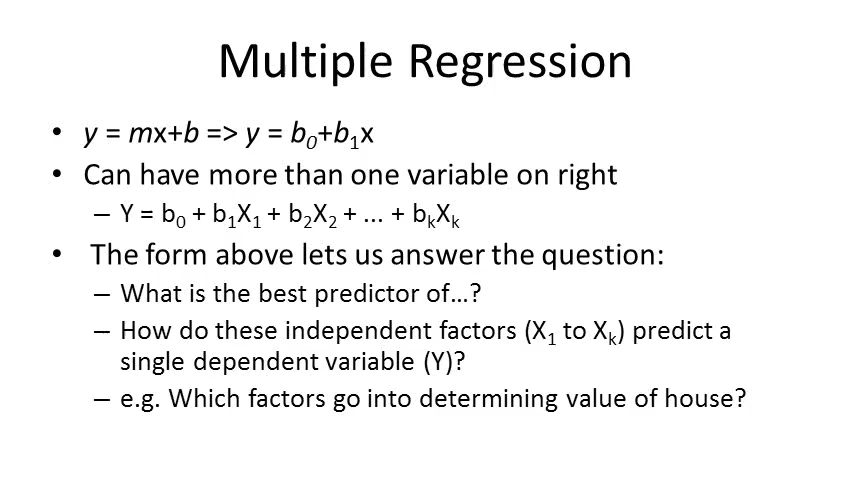 Multiple Regression
• y = mx+b => y = b₀+b₁x
• Can have more than one variable on right
– Y = b₀ + b₁X₁ + b₂X₂ + ... + bₖXₖ
• The form above lets us answer the question:
– What is the best predictor of…?
– How do these independent factors (X₁ to Xₖ) predict a
single dependent variable (Y)?
– e.g. Which factors go into determining value of house?